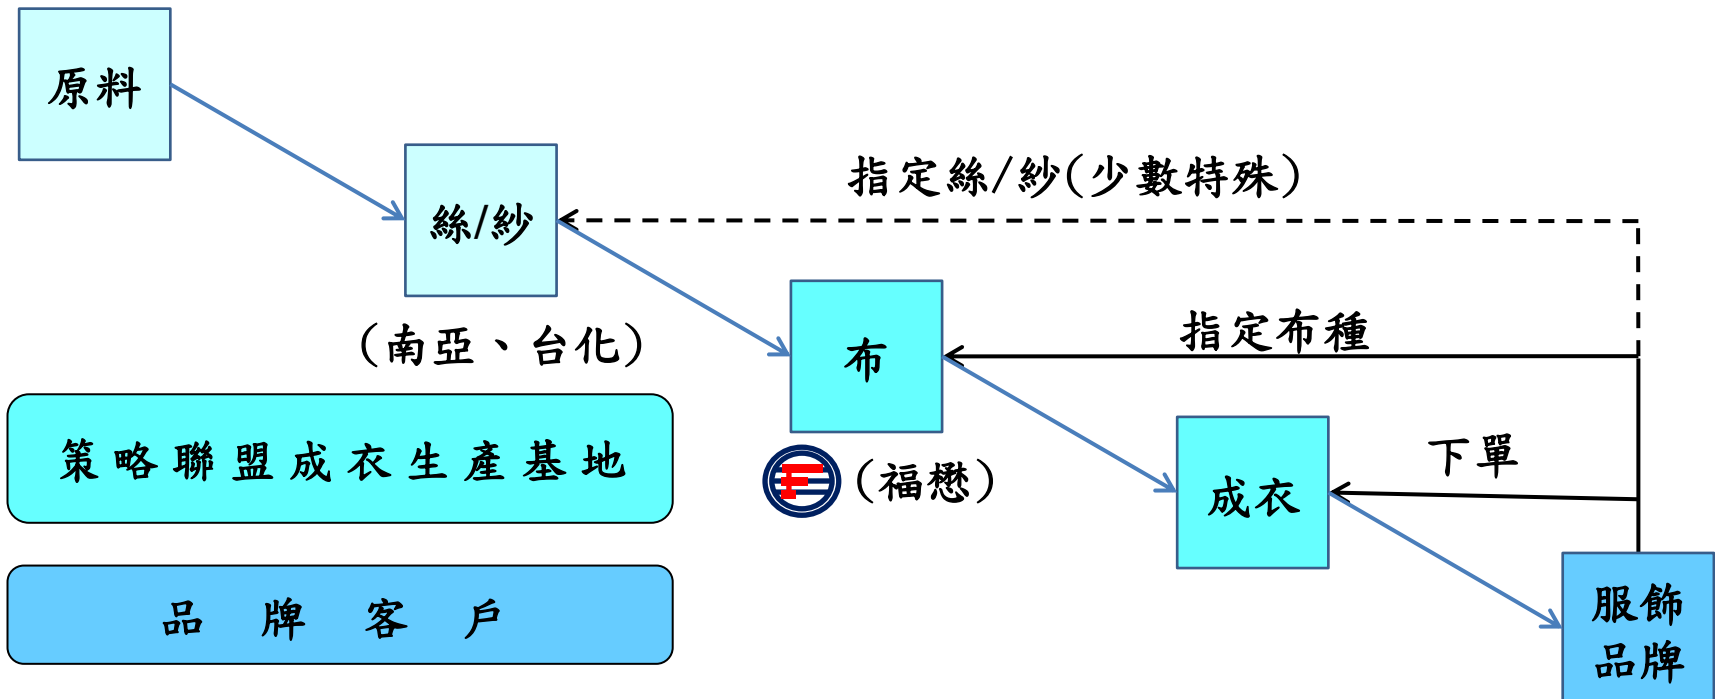 原料
絲/紗
指定絲/紗(少數特殊)
(南亞、台化)
布
指定布種
(福懋)
策略聯盟成衣生產基地
成衣
下單
品牌客戶
服飾
品牌